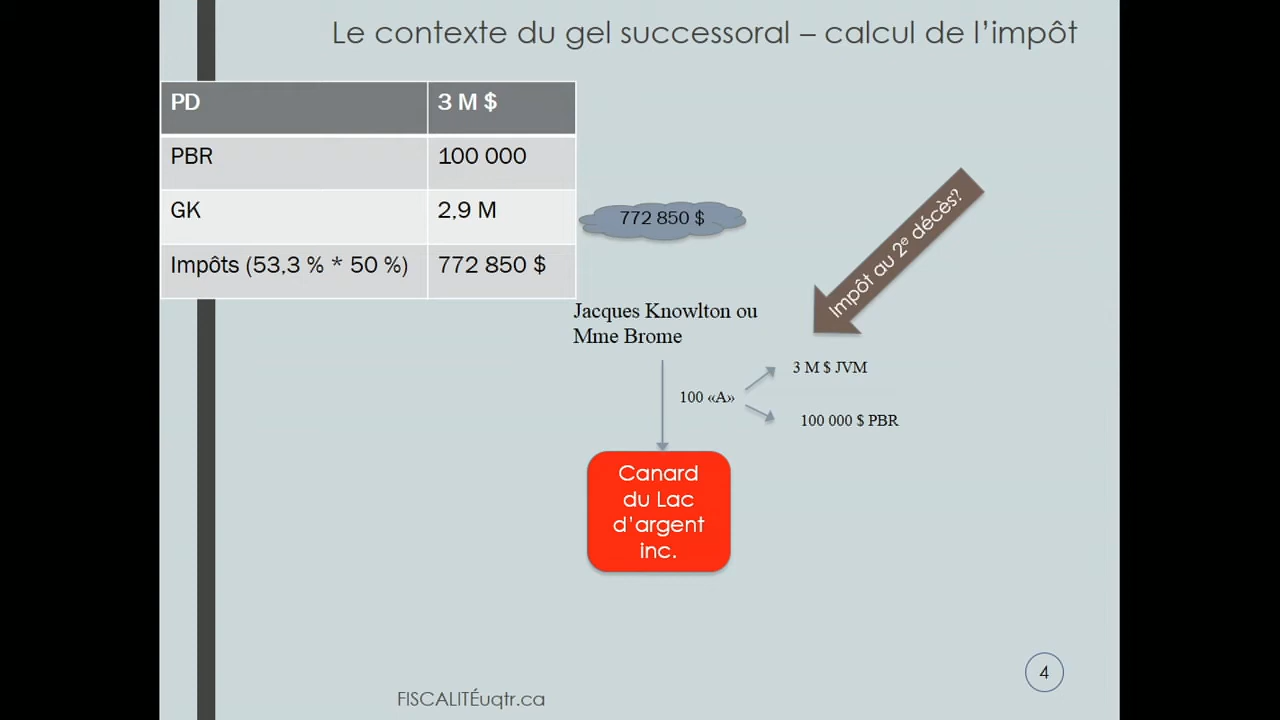 Le contexte du gel successoral – calcul de l’impôt
PD 3 M $
PBR 100 000
GK 2,9 M
Impôts (53,3 % * 50 %) 772 850 $
772 850 $
Impôt au 2e décès?
Jacques Knowlton ou
Mme Brome
3 M $ JVM
100 «A»
100 000 $ PBR
Canard
du Lac
d’argent
inc.
FISCALITÉuqtr.ca
4